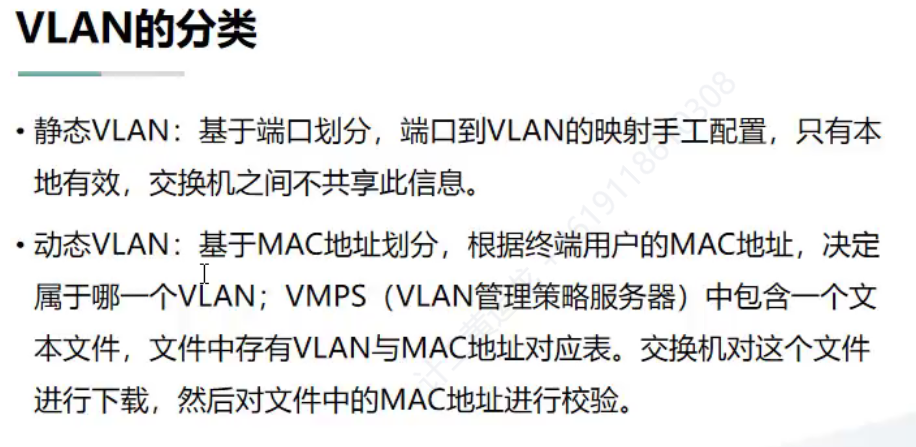 VLAN的分类
• 静态VLAN：基于端口划分，端口到VLAN的映射手工配置，只有本
地有效，交换机之间不共享此信息。
• 动态VLAN：基于MAC地址划分，根据终端用户的MAC地址，决定
属于哪一个VLAN；VMPS（VLAN管理策略服务器）中包含一个文
本文件，文件中存有VLAN与MAC地址对应表。交换机对这个文件
进行下载，然后对文件中的MAC地址进行校验。